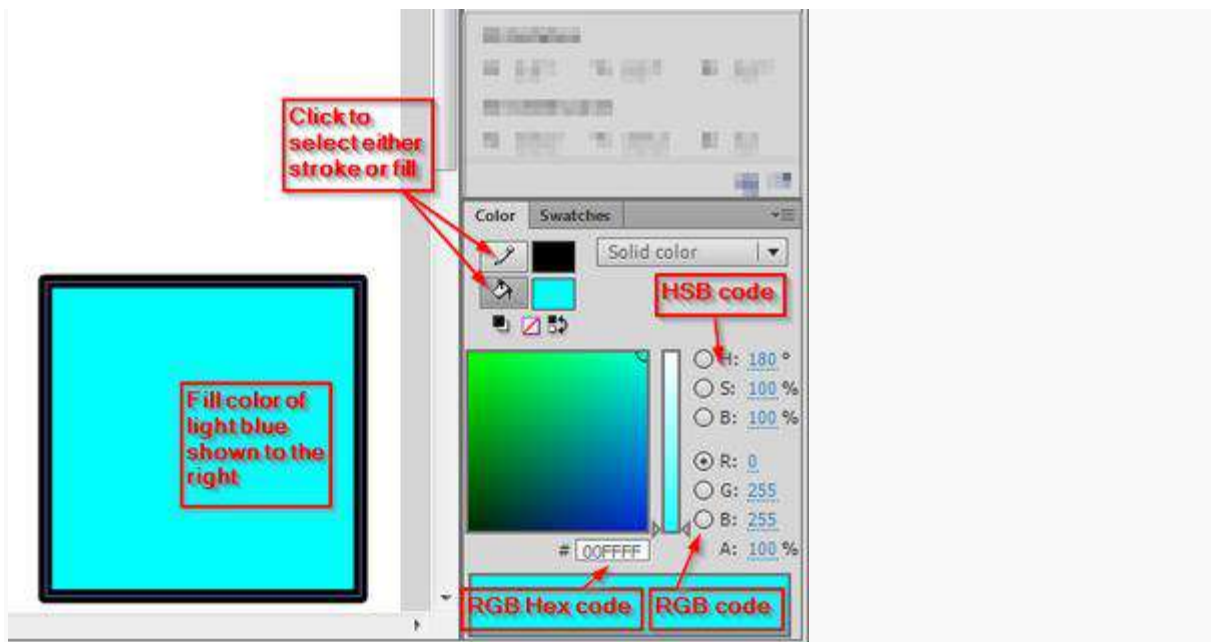 Click to
select either
stroke or fill
Color Swatches
Solid color
HSB code
H: 180 °
S: 100 %
B: 100 %
Fill color of
light blue
shown to the
right
R: 0
G: 255
B: 255
# 00FFFF
A: 100 %
RGB Hex code
RGB code